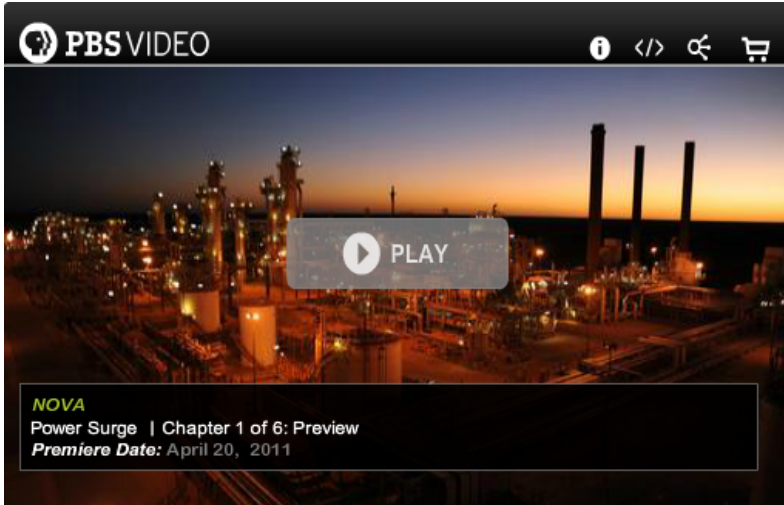 PBS VIDEO
PLAY
NOVA
Power Surge | Chapter 1 of 6: Preview
Premiere Date: April 20, 2011